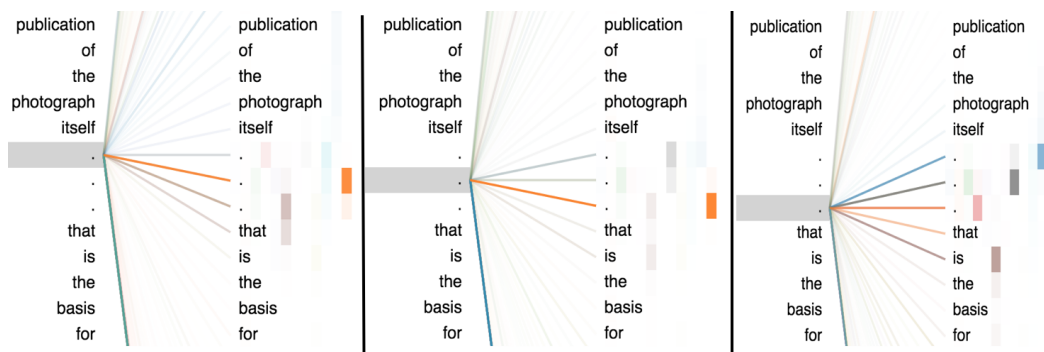 publication publication publication publication publication publication
of of of of of of
the the the the the the
photograph photograph photograph photograph photograph photograph
itself itself itself itself itself itself
. . . . . .
. . . . . .
. . . . . .
that that that that that that
is is is is is is
the the the the the the
basis basis basis basis basis basis
for for for for for for